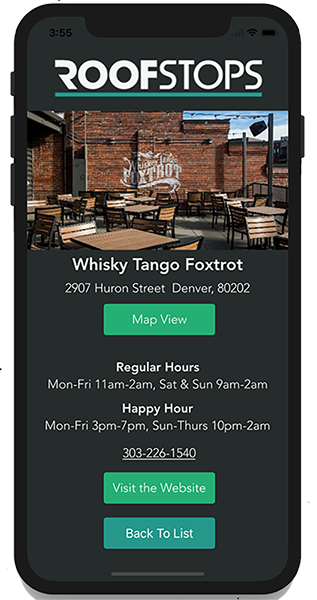 3:55
ROOFSTOPS
Whiskey Tango
FOXTROT
Whisky Tango Foxtrot
2907 Huron Street  Denver, 80202
Map View
Regular Hours
Mon-Fri 11am-2am, Sat & Sun 9am-2am
Happy Hour
Mon-Fri 3pm-7pm, Sun-Thurs 10pm-2am
303-226-1540
Visit the Website
Back To List